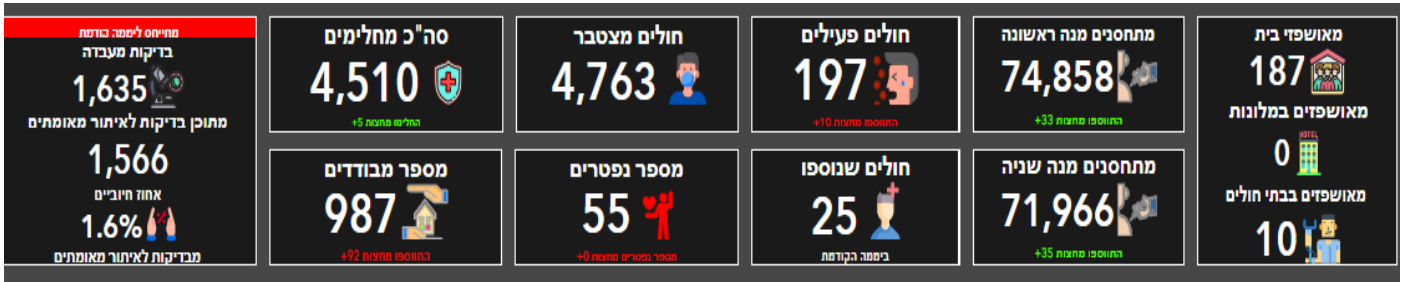 מאושפזי בית
187
מאושפזים במלונות
HOTEL
0
מאושפזים בבתי חולים
10
מתחסנים מנה ראשונה
74,858
התווספו מחצות 33+
מתחסנים מנה שניה
71,966
התווספו מחצות 35+
חולים פעילים
197
התווספו מחצות 10+
חולים שנוספו
25
ביממה הקודמת
חולים מצטבר
4,763
מספר נפטרים
55
מספר נפטרים מחצות 0+
סה"כ מחלימים
4,510
החלימו מחצות 5+
מספר מבודדים
987
התווספו מחצות 92+
מתייחס ליממה קודמת
בדיקות מעבדה
1,635
מתוכן בדיקות לאיתור מאומתים
1,566
אחוז חיוביים
1.6%
מבדיקות לאיתור מאומתים